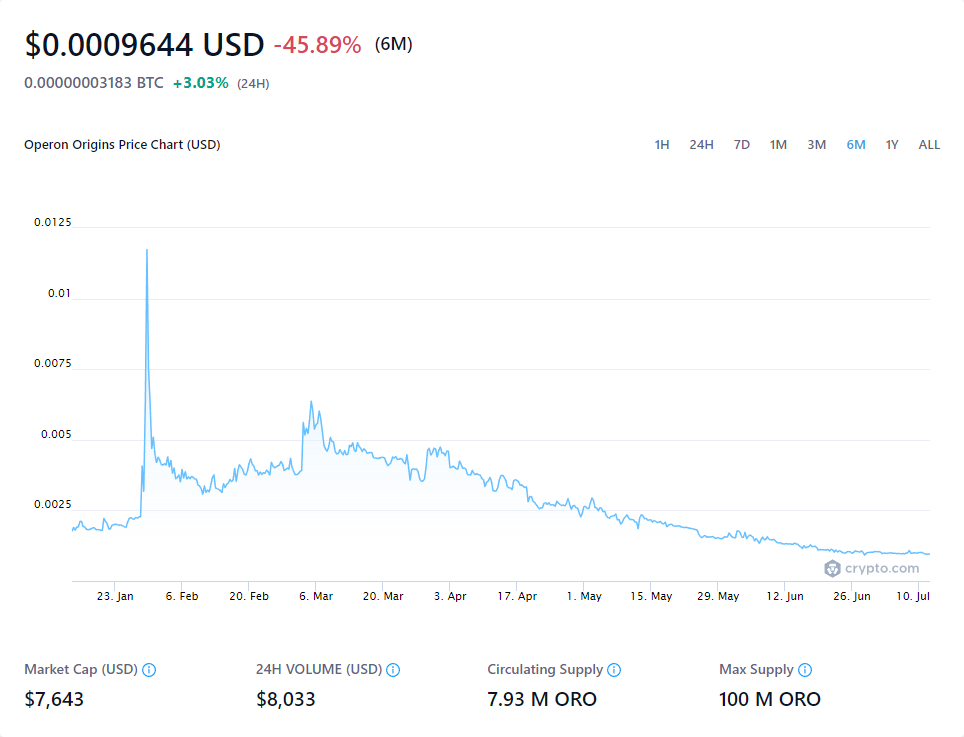 $0.0009644 USD -45.89% (6M)
0.00000003183 BTC +3.03% (24H)
Operon Origins Price Chart (USD) 1H 24H 7D 1M 3M 6M 1Y ALL
0.0125
0.01
0.0075
0.005
0.0025
crypto.com
23. Jan 6. Feb 20. Feb 6. Mar 20. Mar 3. Apr 17. Apr 1. May 15. May 29. May 12. Jun 26. Jun 10. Jul
Market Cap (USD) 24H VOLUME (USD) Circulating Supply Max Supply
$7,643 $8,033 7.93 M ORO 100 M ORO